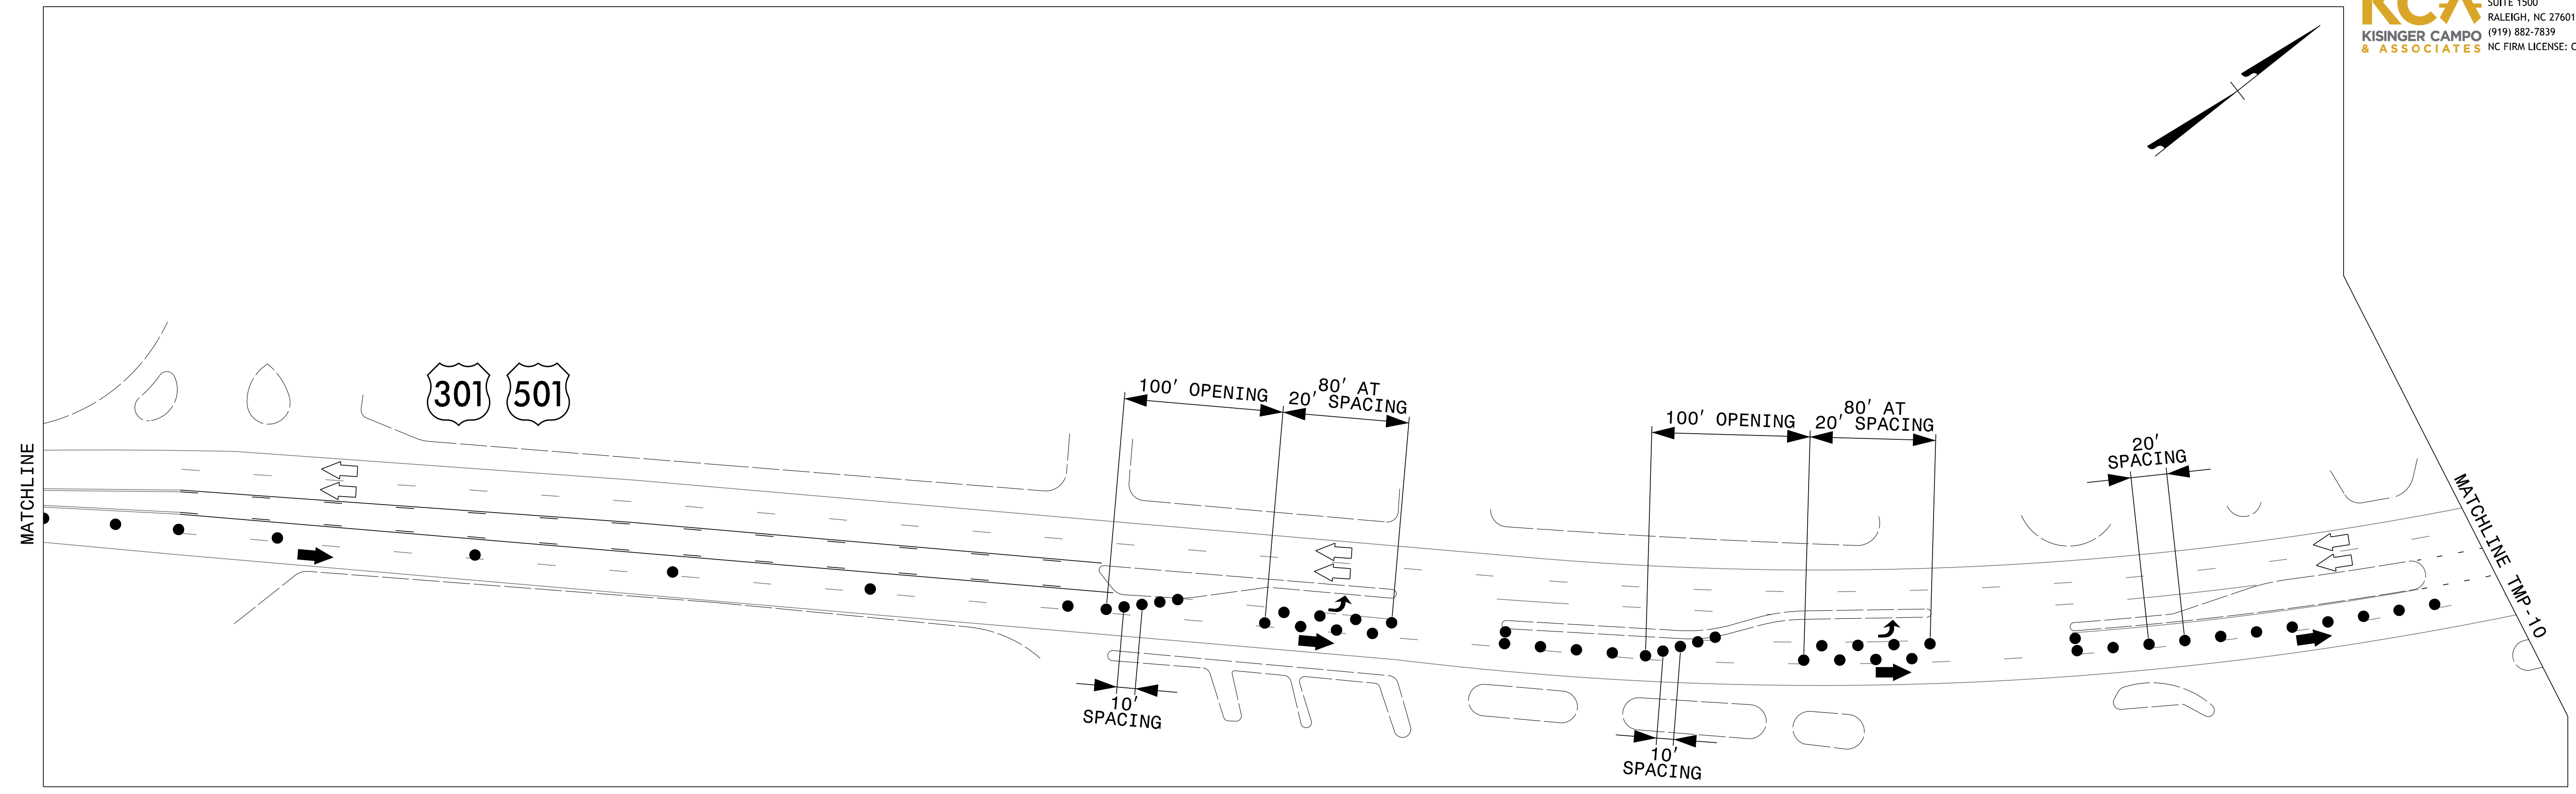 KCA
KISINGER CAMPO
& ASSOCIATES
SUITE 1500
RALEIGH, NC 27601
(919) 882-7839
NC FIRM LICENSE: C
301
501
MATCHLINE
100' OPENING
80' AT
20' SPACING
10'
SPACING
100' OPENING
80' AT
20' SPACING
10'
SPACING
20'
SPACING
MATCHLINE TMP-10